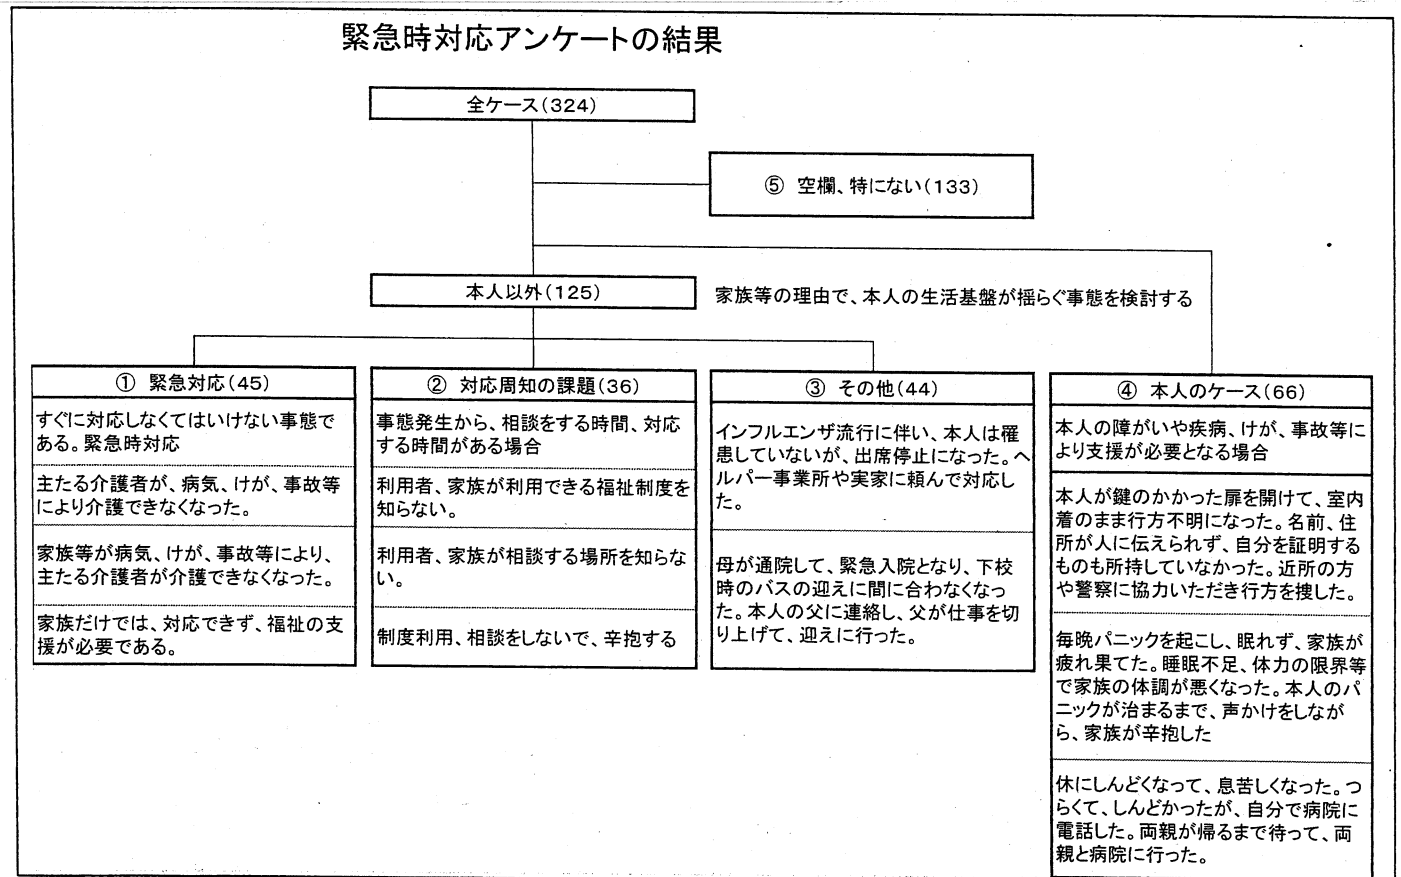 緊急時対応アンケートの結果
全ケース(324)
⑤ 空欄、特にない(133)
本人以外(125)
家族等の理由で、本人の生活基盤が揺らぐ事態を検討する
① 緊急対応(45)
すぐに対応しなくてはいけない事態で
ある。緊急時対応
主たる介護者が、病気、けが、事故等
により介護できなくなった。
家族等が病気、けが、事故等により、
主たる介護者が介護できなくなった。
家族だけでは、対応できず、福祉の支
援が必要である。
② 対応周知の課題(36)
事態発生から、相談をする時間、対応
する時間がある場合
利用者、家族が利用できる福祉制度を
知らない。
利用者、家族が相談する場所を知らな
い。
制度利用、相談をしないで、辛抱する
③ その他(44)
インフルエンザ流行に伴い、本人は罹
患していないが、出席停止になった。ヘ
ルパー事業所や実家に頼んで対応し
た。
母が通院して、緊急入院となり、下校
時のバスの迎えに間に合わなくなっ
た。本人の父に連絡し、父が仕事を切
り上げて、迎えに行った。
④ 本人のケース(66)
本人の障がいや疾病、けが、事故等に
より支援が必要となる場合
本人が鍵のかかった扉を開けて、室内
着のまま行方不明になった。名前、住
所が人に伝えられず、自分を証明する
ものも所持していなかった。近所の方
や警察に協力いただき行方を捜した。
毎晩パニックを起こし、眠れず、家族が
疲れ果てた。睡眠不足、体力の限界等
で家族の体調が悪くなった。本人のパ
ニックが治まるまで、声かけをしなが
ら、家族が辛抱した
休にしんどくなって、息苦しくなった。つ
らくて、しんどかったが、自分で病院に
電話した。両親が帰るまで待って、両
親と病院に行った。